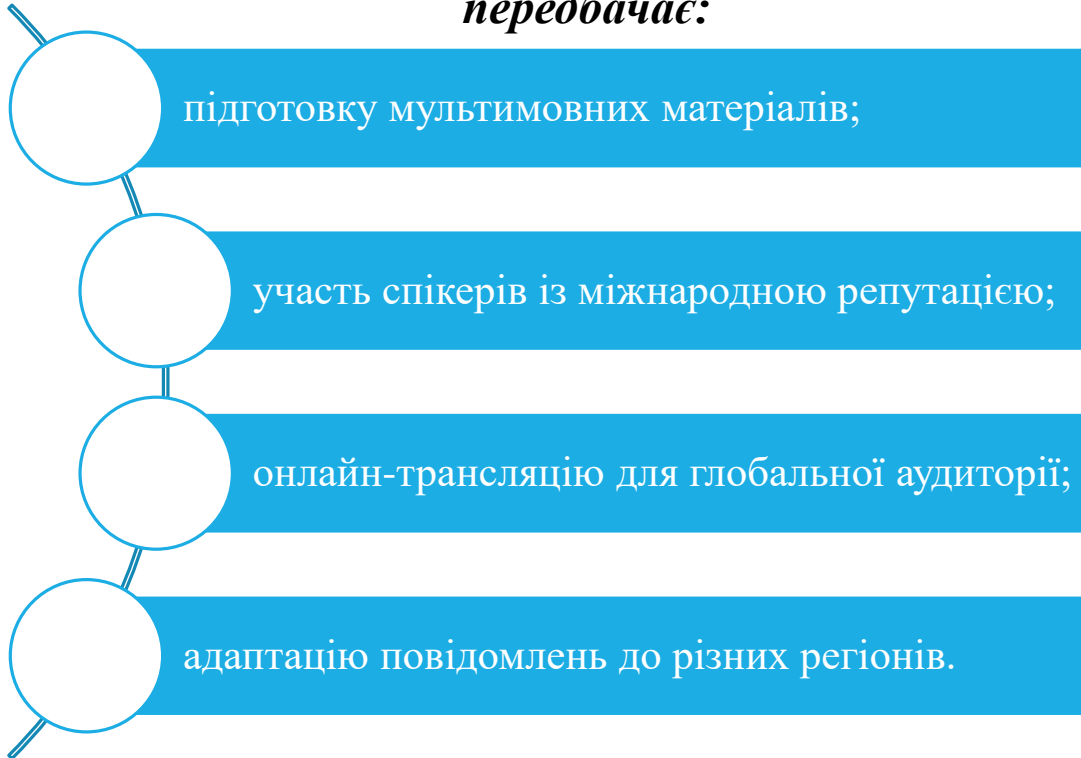 передбачає:
підготовку мультимовних матеріалів;
участь спікерів із міжнародною репутацією;
онлайн-трансляцію для глобальної аудиторії;
адаптацію повідомлень до різних регіонів.